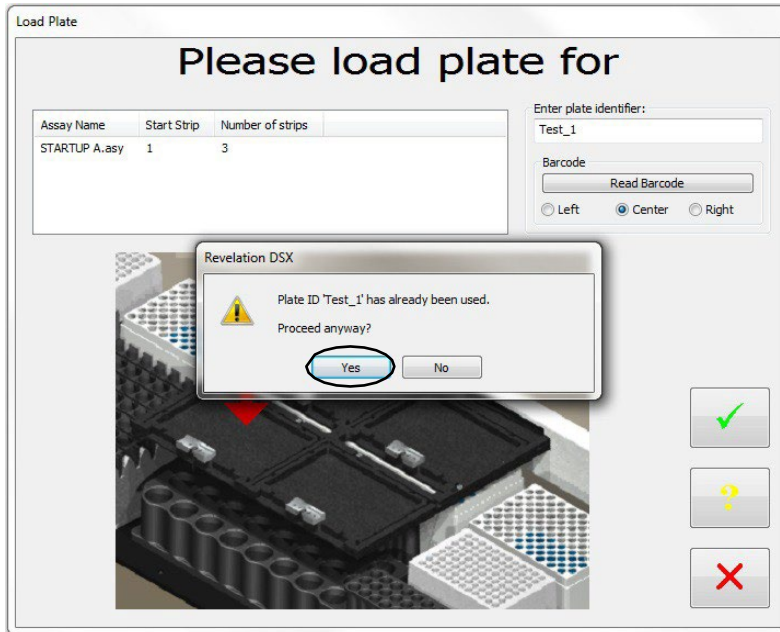 Load Plate
Please load plate for
Assay Name Start Strip Number of strips
STARTUP A.asy 1 3
Enter plate identifier:
Test_1
Barcode
Read Barcode
Left Center Right
Revelation DSX
Plate ID 'Test_1' has already been used.
Proceed anyway?
Yes No
?